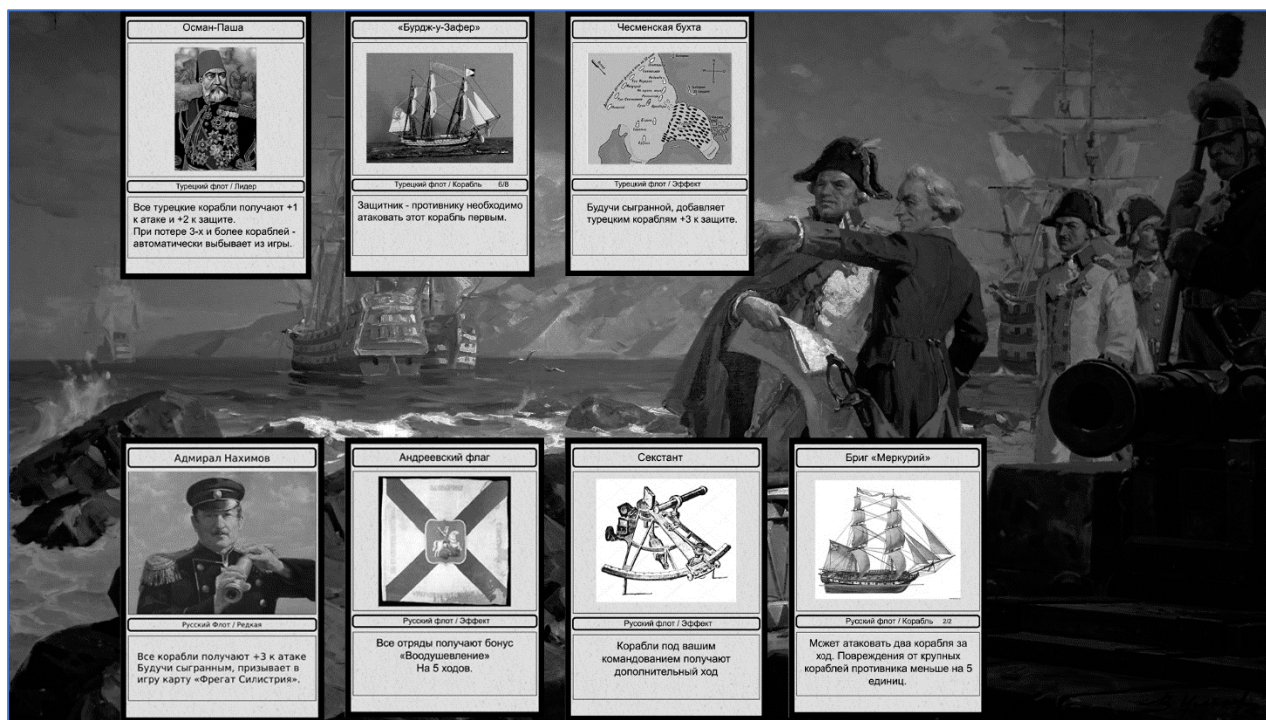 Осман-Паша
Турецкий флот / Лидер
Все турецкие корабли получают +1
к атаке и +2 к защите.
При потере 3-х и более кораблей -
автоматически выбывает из игры.
«Бурдж-у-Зафер»
Турецкий флот / Корабль 6/8
Защитник - противнику необходимо
атаковать этот корабль первым.
Чесменская бухта
Турецкий флот / Эффект
Будучи сыгранной, добавляет
турецким кораблям +3 к защите.
Адмирал Нахимов
Русский Флот / Редкая
Все корабли получают +3 к атаке
Будучи сыгранным, призывает в
игру карту «Фрегат Силистрия».
Андреевский флаг
Русский флот / Эффект
Все отряды получают бонус
«Воодушевление»
На 5 ходов.
Секстант
Русский флот / Эффект
Корабли под вашим
командованием получают
дополнительный ход
Бриг «Меркурий»
Русский флот / Корабль 2/2
Может атаковать два корабля за
ход. Повреждения от крупных
кораблей противника меньше на 5
единиц.